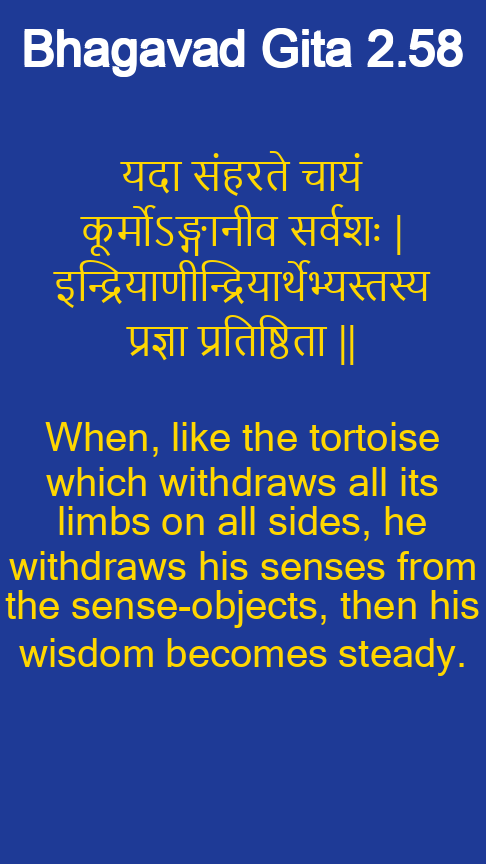 Bhagavad Gita 2.58
यदा संहरते चायं
कूर्मोऽङ्गानीव सर्वशः |
इन्द्रियाणीन्द्रियार्थेभ्यस्तस्य
प्रज्ञा प्रतिष्ठिता ||
When, like the tortoise
which withdraws all its
limbs on all sides, he
withdraws his senses from
the sense-objects, then his
wisdom becomes steady.